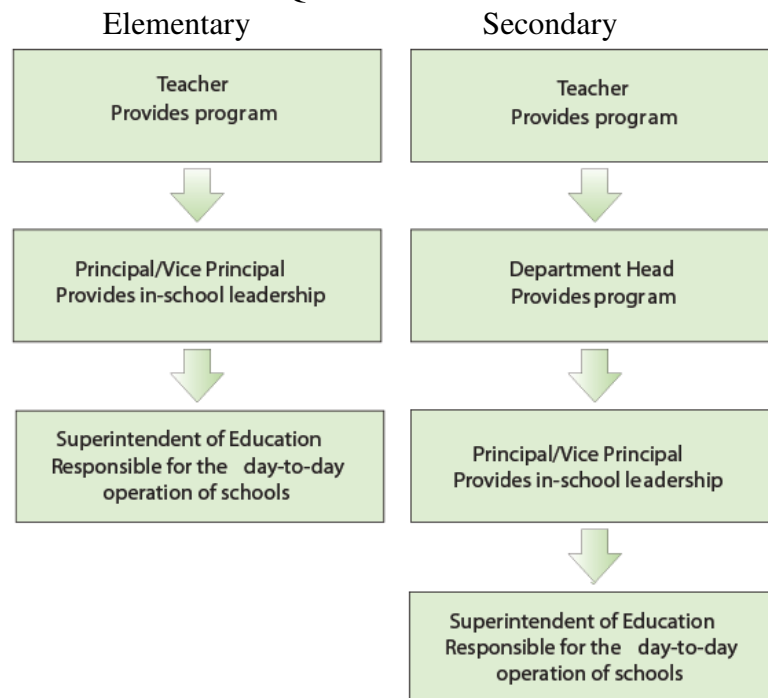 Elementary
Teacher
Provides program
Principal/Vice Principal
Provides in-school leadership
Superintendent of Education
Responsible for the day-to-day
operation of schools
Secondary
Teacher
Provides program
Department Head
Provides program
Principal/Vice Principal
Provides in-school leadership
Superintendent of Education
Responsible for the day-to-day
operation of schools